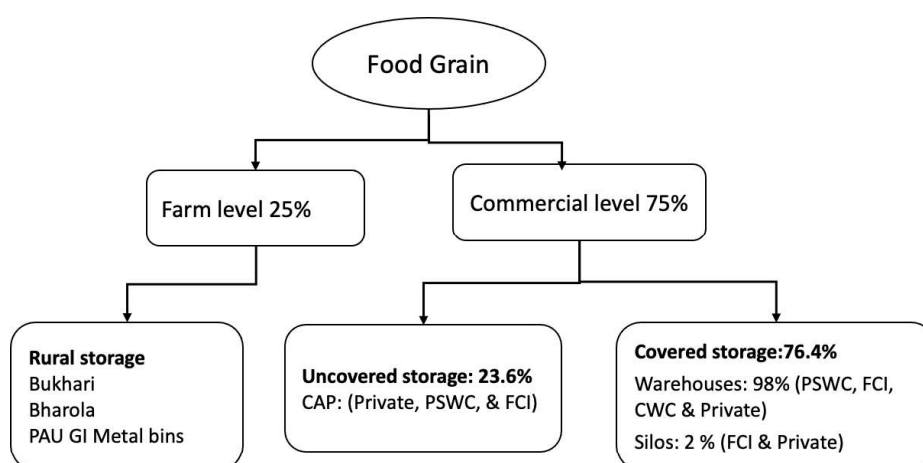 Food Grain
Farm level 25%
Commercial level 75%
Rural storage
Bukhari
Bharola
PAU GI Metal bins
Uncovered storage: 23.6%
CAP: (Private, PSWC, & FCI)
Covered storage:76.4%
Warehouses: 98% (PSWC, FCI,
CWC & Private)
Silos: 2 % (FCI & Private)